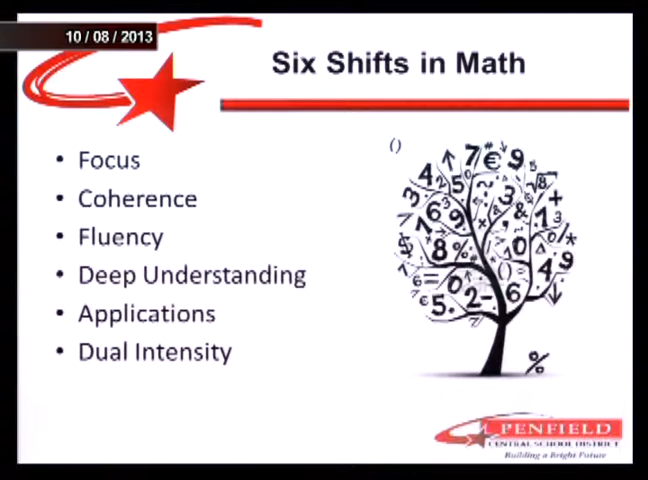 10 / 08 / 2013
Six Shifts in Math
• Focus
• Coherence
• Fluency
• Deep Understanding
• Applications
• Dual Intensity
PENFIELD
CENTRAL SCHOOL DISTRICT
Building a Bright Future